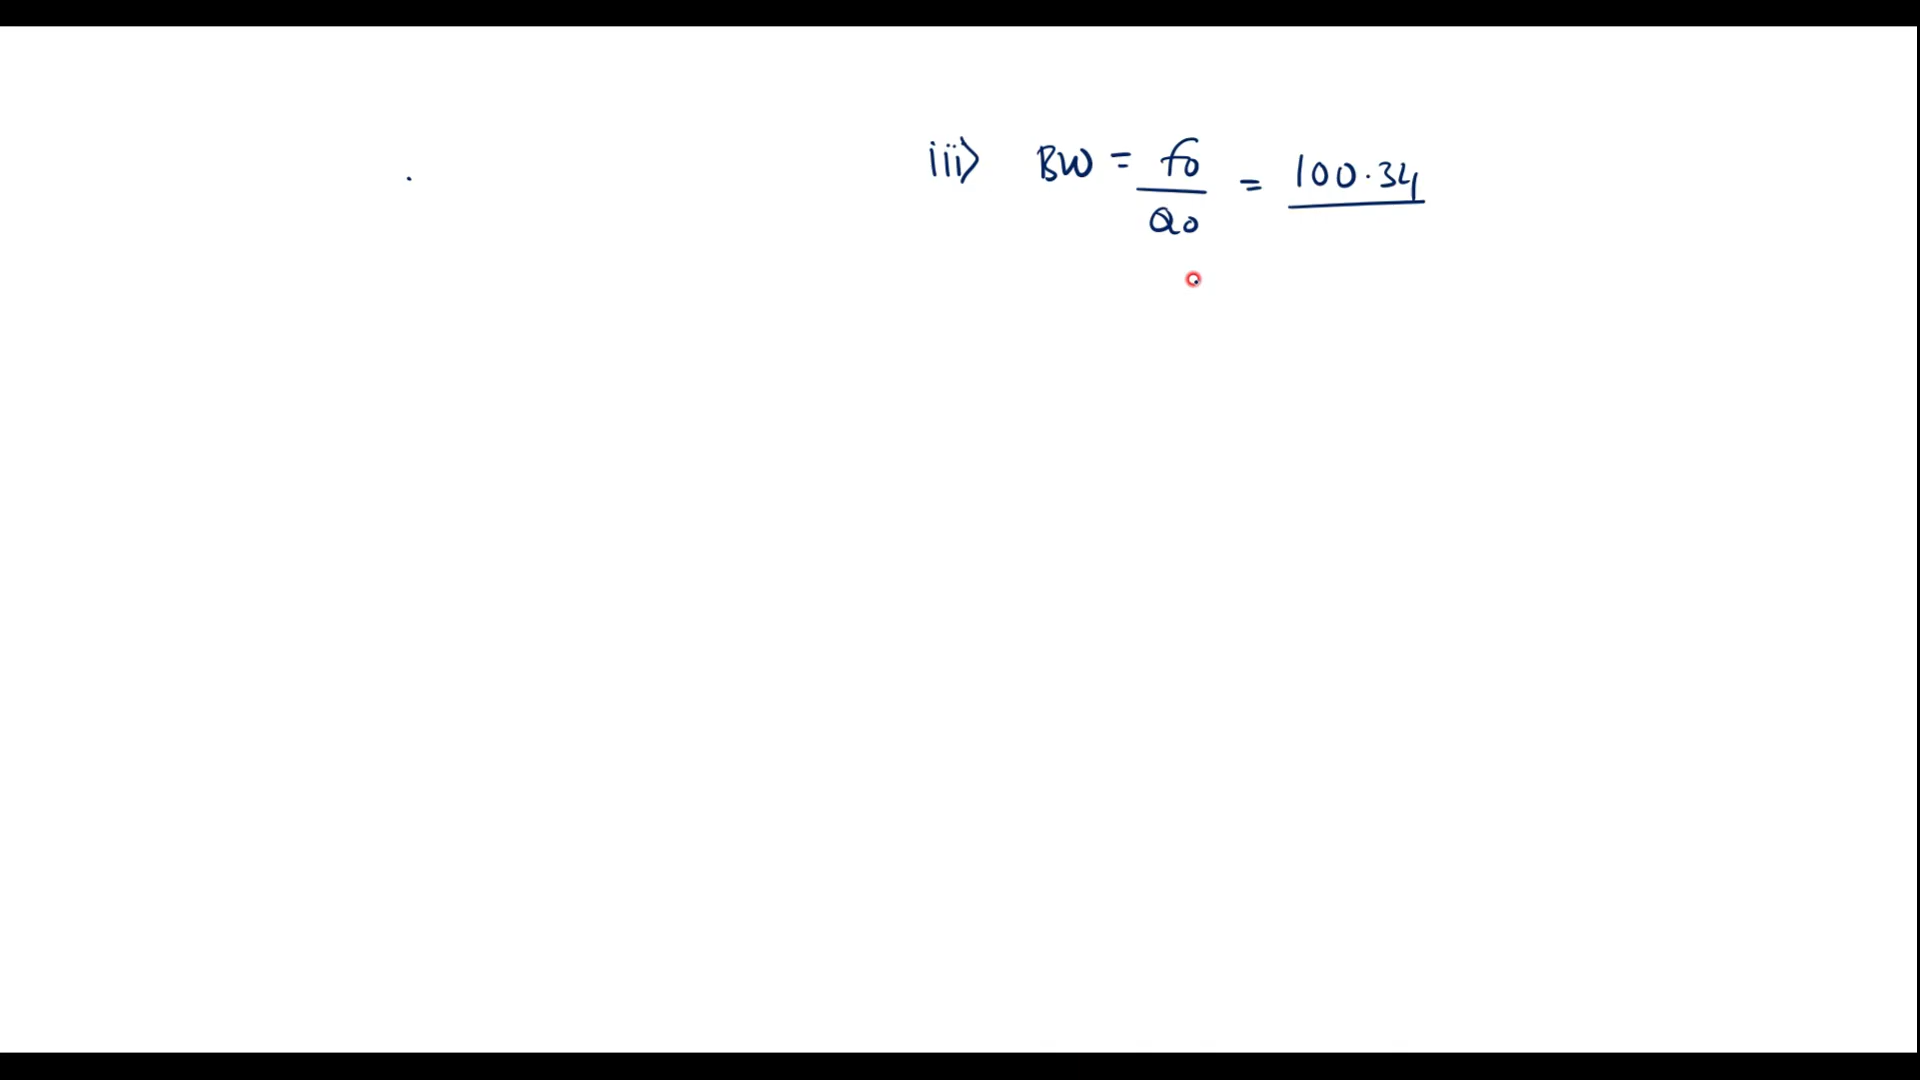 iii) BW = f0 / Q0 = 100.34